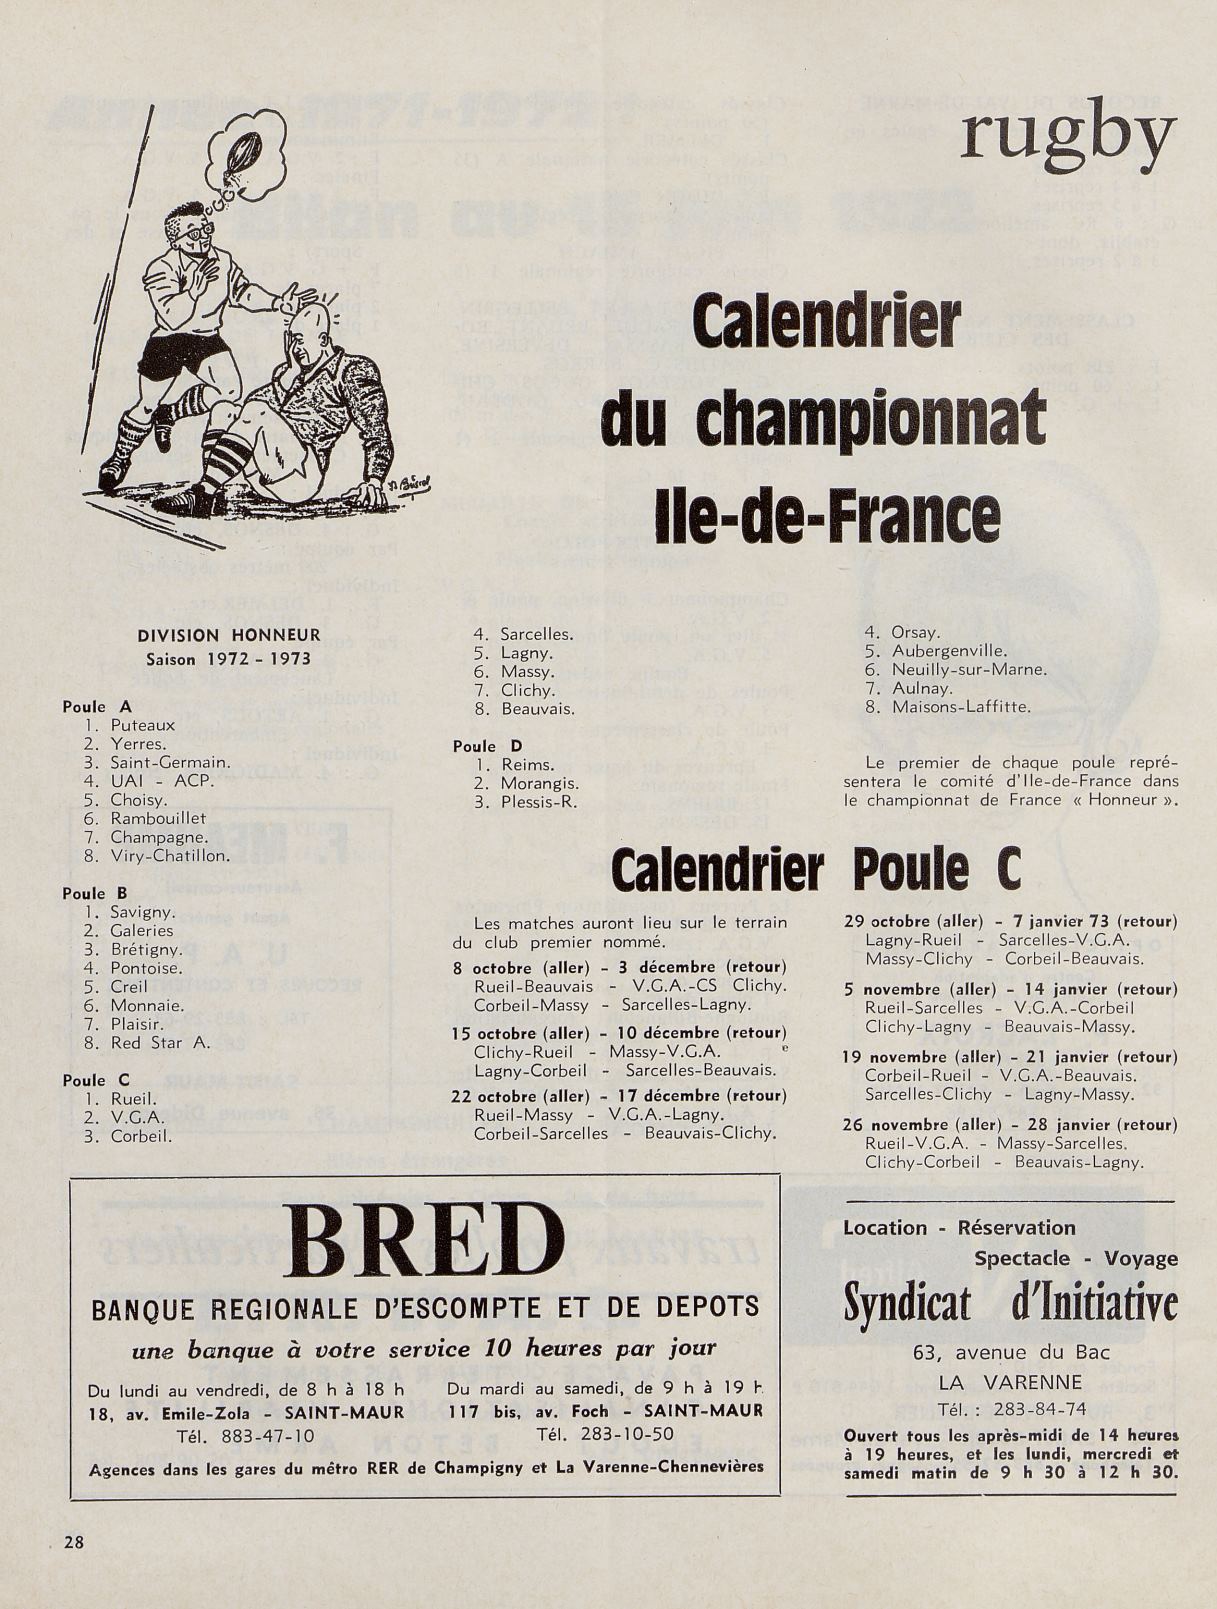 rugby
Calendrier
du championnat
Ile-de-France
DIVISION HONNEUR
Saison 1972 - 1973
Poule A
1. Puteaux
2. Yerres.
3. Saint-Germain.
4. UAI - ACP.
5. Choisy.
6. Rambouillet
7. Champagne.
8. Viry-Chatillon.
Poule B
1. Savigny.
2. Galeries
3. Brétigny.
4. Pontoise.
5. Creil
6. Monnaie.
7. Plaisir.
8. Red Star A.
Poule C
1. Rueil.
2. V.G.A.
3. Corbeil.
4. Sarcelles.
5. Lagny.
6. Massy.
7. Clichy.
8. Beauvais.
Poule D
1. Reims.
2. Morangis.
3. Plessis-R.
4. Orsay.
5. Aubergenville.
6. Neuilly-sur-Marne.
7. Aulnay.
8. Maisons-Laffitte.
Le premier de chaque poule repré-
sentera le comité d'Ile-de-France dans
le championnat de France « Honneur ».
Calendrier Poule C
Les matches auront lieu sur le terrain
du club premier nommé.
8 octobre (aller) - 3 décembre (retour)
Rueil-Beauvais - V.G.A.-CS Clichy.
Corbeil-Massy - Sarcelles-Lagny.
15 octobre (aller) - 10 décembre (retour)
Clichy-Rueil - Massy-V.G.A. e
Lagny-Corbeil - Sarcelles-Beauvais.
22 octobre (aller) - 17 décembre (retour)
Rueil-Massy - V.G.A.-Lagny.
Corbeil-Sarcelles - Beauvais-Clichy.
29 octobre (aller) - 7 janvier 73 (retour)
Lagny-Rueil - Sarcelles-V.G.A.
Massy-Clichy - Corbeil-Beauvais.
5 novembre (aller) - 14 janvier (retour)
Rueil-Sarcelles - V.G.A.-Corbeil
Clichy-Lagny - Beauvais-Massy.
19 novembre (aller) - 21 janvier (retour)
Corbeil-Rueil - V.G.A.-Beauvais.
Sarcelles-Clichy - Lagny-Massy.
26 novembre (aller) - 28 janvier (retour)
Rueil-V.G.A. - Massy-Sarcelles.
Clichy-Corbeil - Beauvais-Lagny.
BRED
BANQUE REGIONALE D'ESCOMPTE ET DE DEPOTS
une banque à votre service 10 heures par jour
Du lundi au vendredi, de 8 h à 18 h
18, av. Emile-Zola - SAINT-MAUR
Tél. 883-47-10
Du mardi au samedi, de 9 h à 19 h
117 bis, av. Foch - SAINT-MAUR
Tél. 283-10-50
Agences dans les gares du métro RER de Champigny et La Varenne-Chennevières
Location - Réservation
Spectacle - Voyage
Syndicat d'Initiative
63, avenue du Bac
LA VARENNE
Tél. : 283-84-74
Ouvert tous les après-midi de 14 heures
à 19 heures, et les lundi, mercredi et
samedi matin de 9 h 30 à 12 h 30.
28